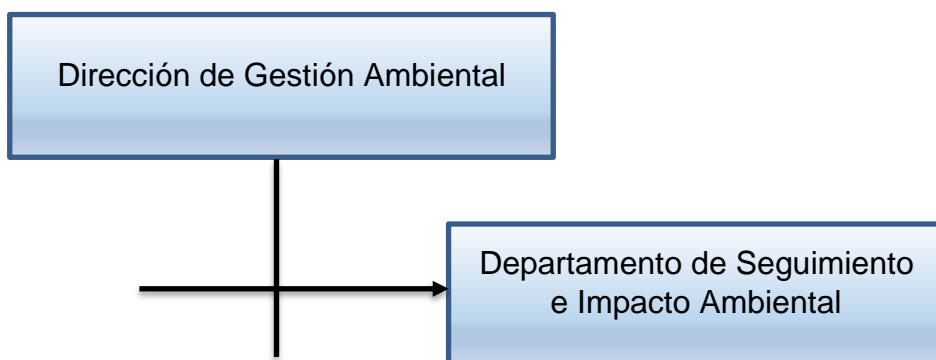 Dirección de Gestión Ambiental
Departamento de Seguimiento
e Impacto Ambiental